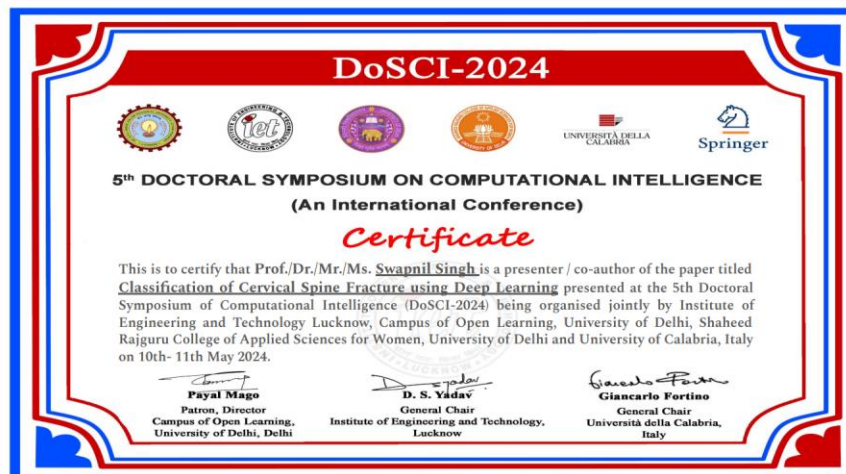 DoSCI-2024
iet
UNIVERSITÀ DELLA
CALABRIA
Springer
5th DOCTORAL SYMPOSIUM ON COMPUTATIONAL INTELLIGENCE
(An International Conference)
Certificate
This is to certify that Prof./Dr./Mr./Ms. Swapnil Singh is a presenter / co-author of the paper titled
Classification of Cervical Spine Fracture using Deep Learning presented at the 5th Doctoral
Symposium of Computational Intelligence (DoSCI-2024) being organised jointly by Institute of
Engineering and Technology Lucknow, Campus of Open Learning, University of Delhi, Shaheed
Rajguru College of Applied Sciences for Women, University of Delhi and University of Calabria, Italy
on 10th- 11th May 2024.
Payal Mago
Patron, Director
Campus of Open Learning,
University of Delhi, Delhi
D. S. Yadav
General Chair
Institute of Engineering and Technology,
Lucknow
Giancarlo Fortino
General Chair
Università della Calabria,
Italy